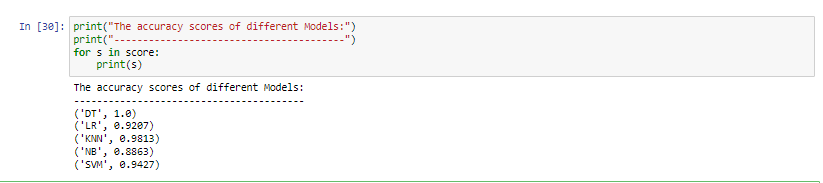 In [30]: print("The accuracy scores of different Models:")
print("--------------------------------------")
for s in score:
    print(s)
The accuracy scores of different Models:
--------------------------------------
('DT', 1.0)
('LR', 0.9207)
('KNN', 0.9813)
('NB', 0.8863)
('SVM', 0.9427)